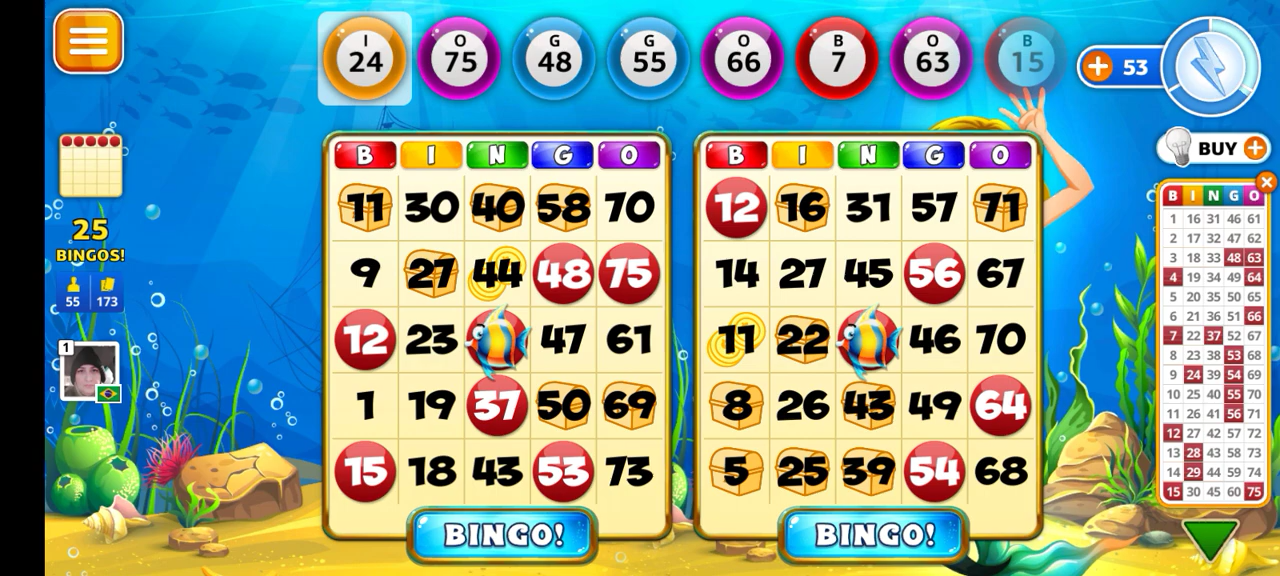 I O G G O B O B
24 75 48 55 66 7 63 15
53
BUY
25
BINGOS!
55 173
1
B I N G O
11 30 40 58 70
9 27 44 48 75
12 23 47 61
1 19 37 50 69
15 18 43 53 73
BINGO!
B I N G O
12 16 31 57 71
14 27 45 56 67
11 22 46 70
8 26 43 49 64
5 25 39 54 68
BINGO!
B I N G O
1 16 31 46 61
2 17 32 47 62
3 18 33 48 63
4 19 34 49 64
5 20 35 50 65
6 21 36 51 66
7 22 37 52 67
8 23 38 53 68
9 24 39 54 69
10 25 40 55 70
11 26 41 56 71
12 27 42 57 72
13 28 43 58 73
14 29 44 59 74
15 30 45 60 75